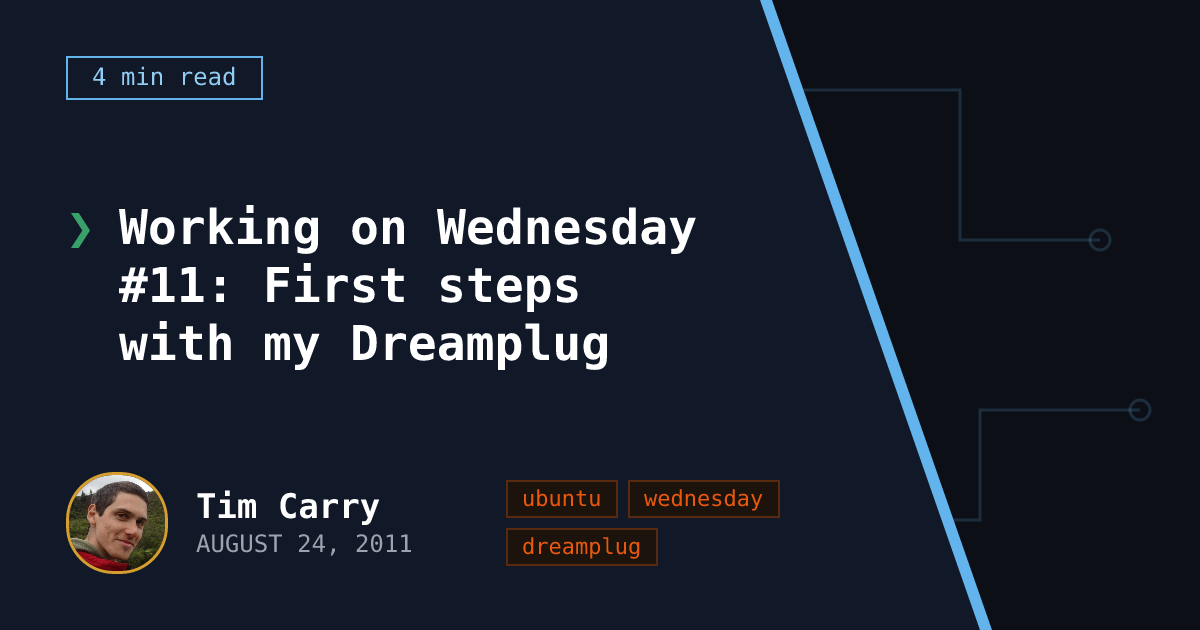 4 min read
❯ Working on Wednesday
#11: First steps
with my Dreamplug
Tim Carry
AUGUST 24, 2011
ubuntu wednesday
dreamplug